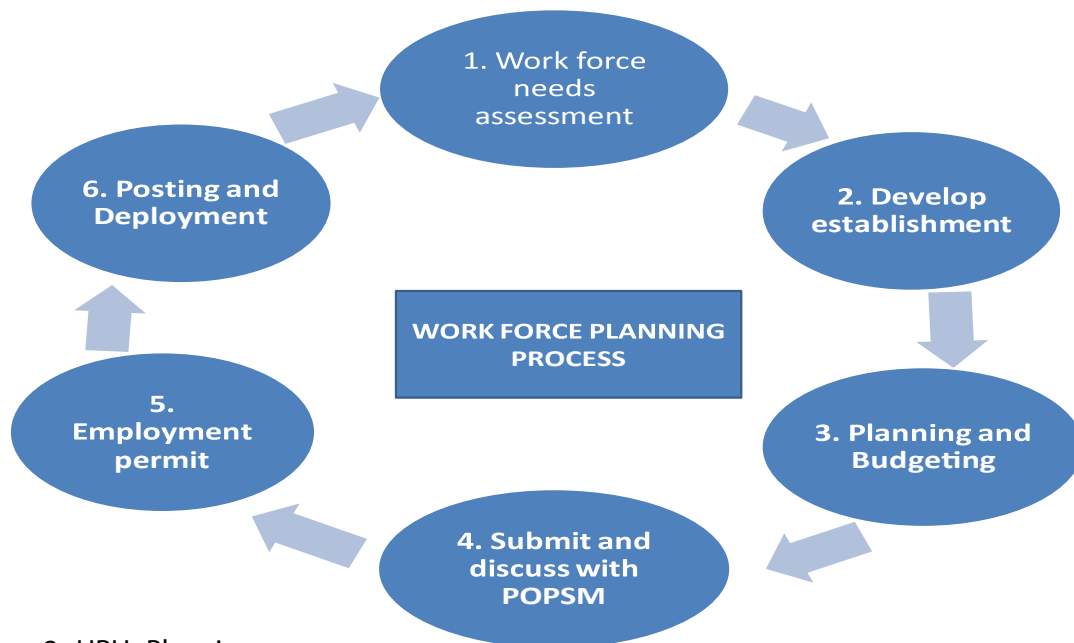 1. Work force
needs
assessment
2. Develop
establishment
3. Planning and
Budgeting
4. Submit and
discuss with
POPSM
5.
Employment
permit
6. Posting and
Deployment
WORK FORCE PLANNING
PROCESS